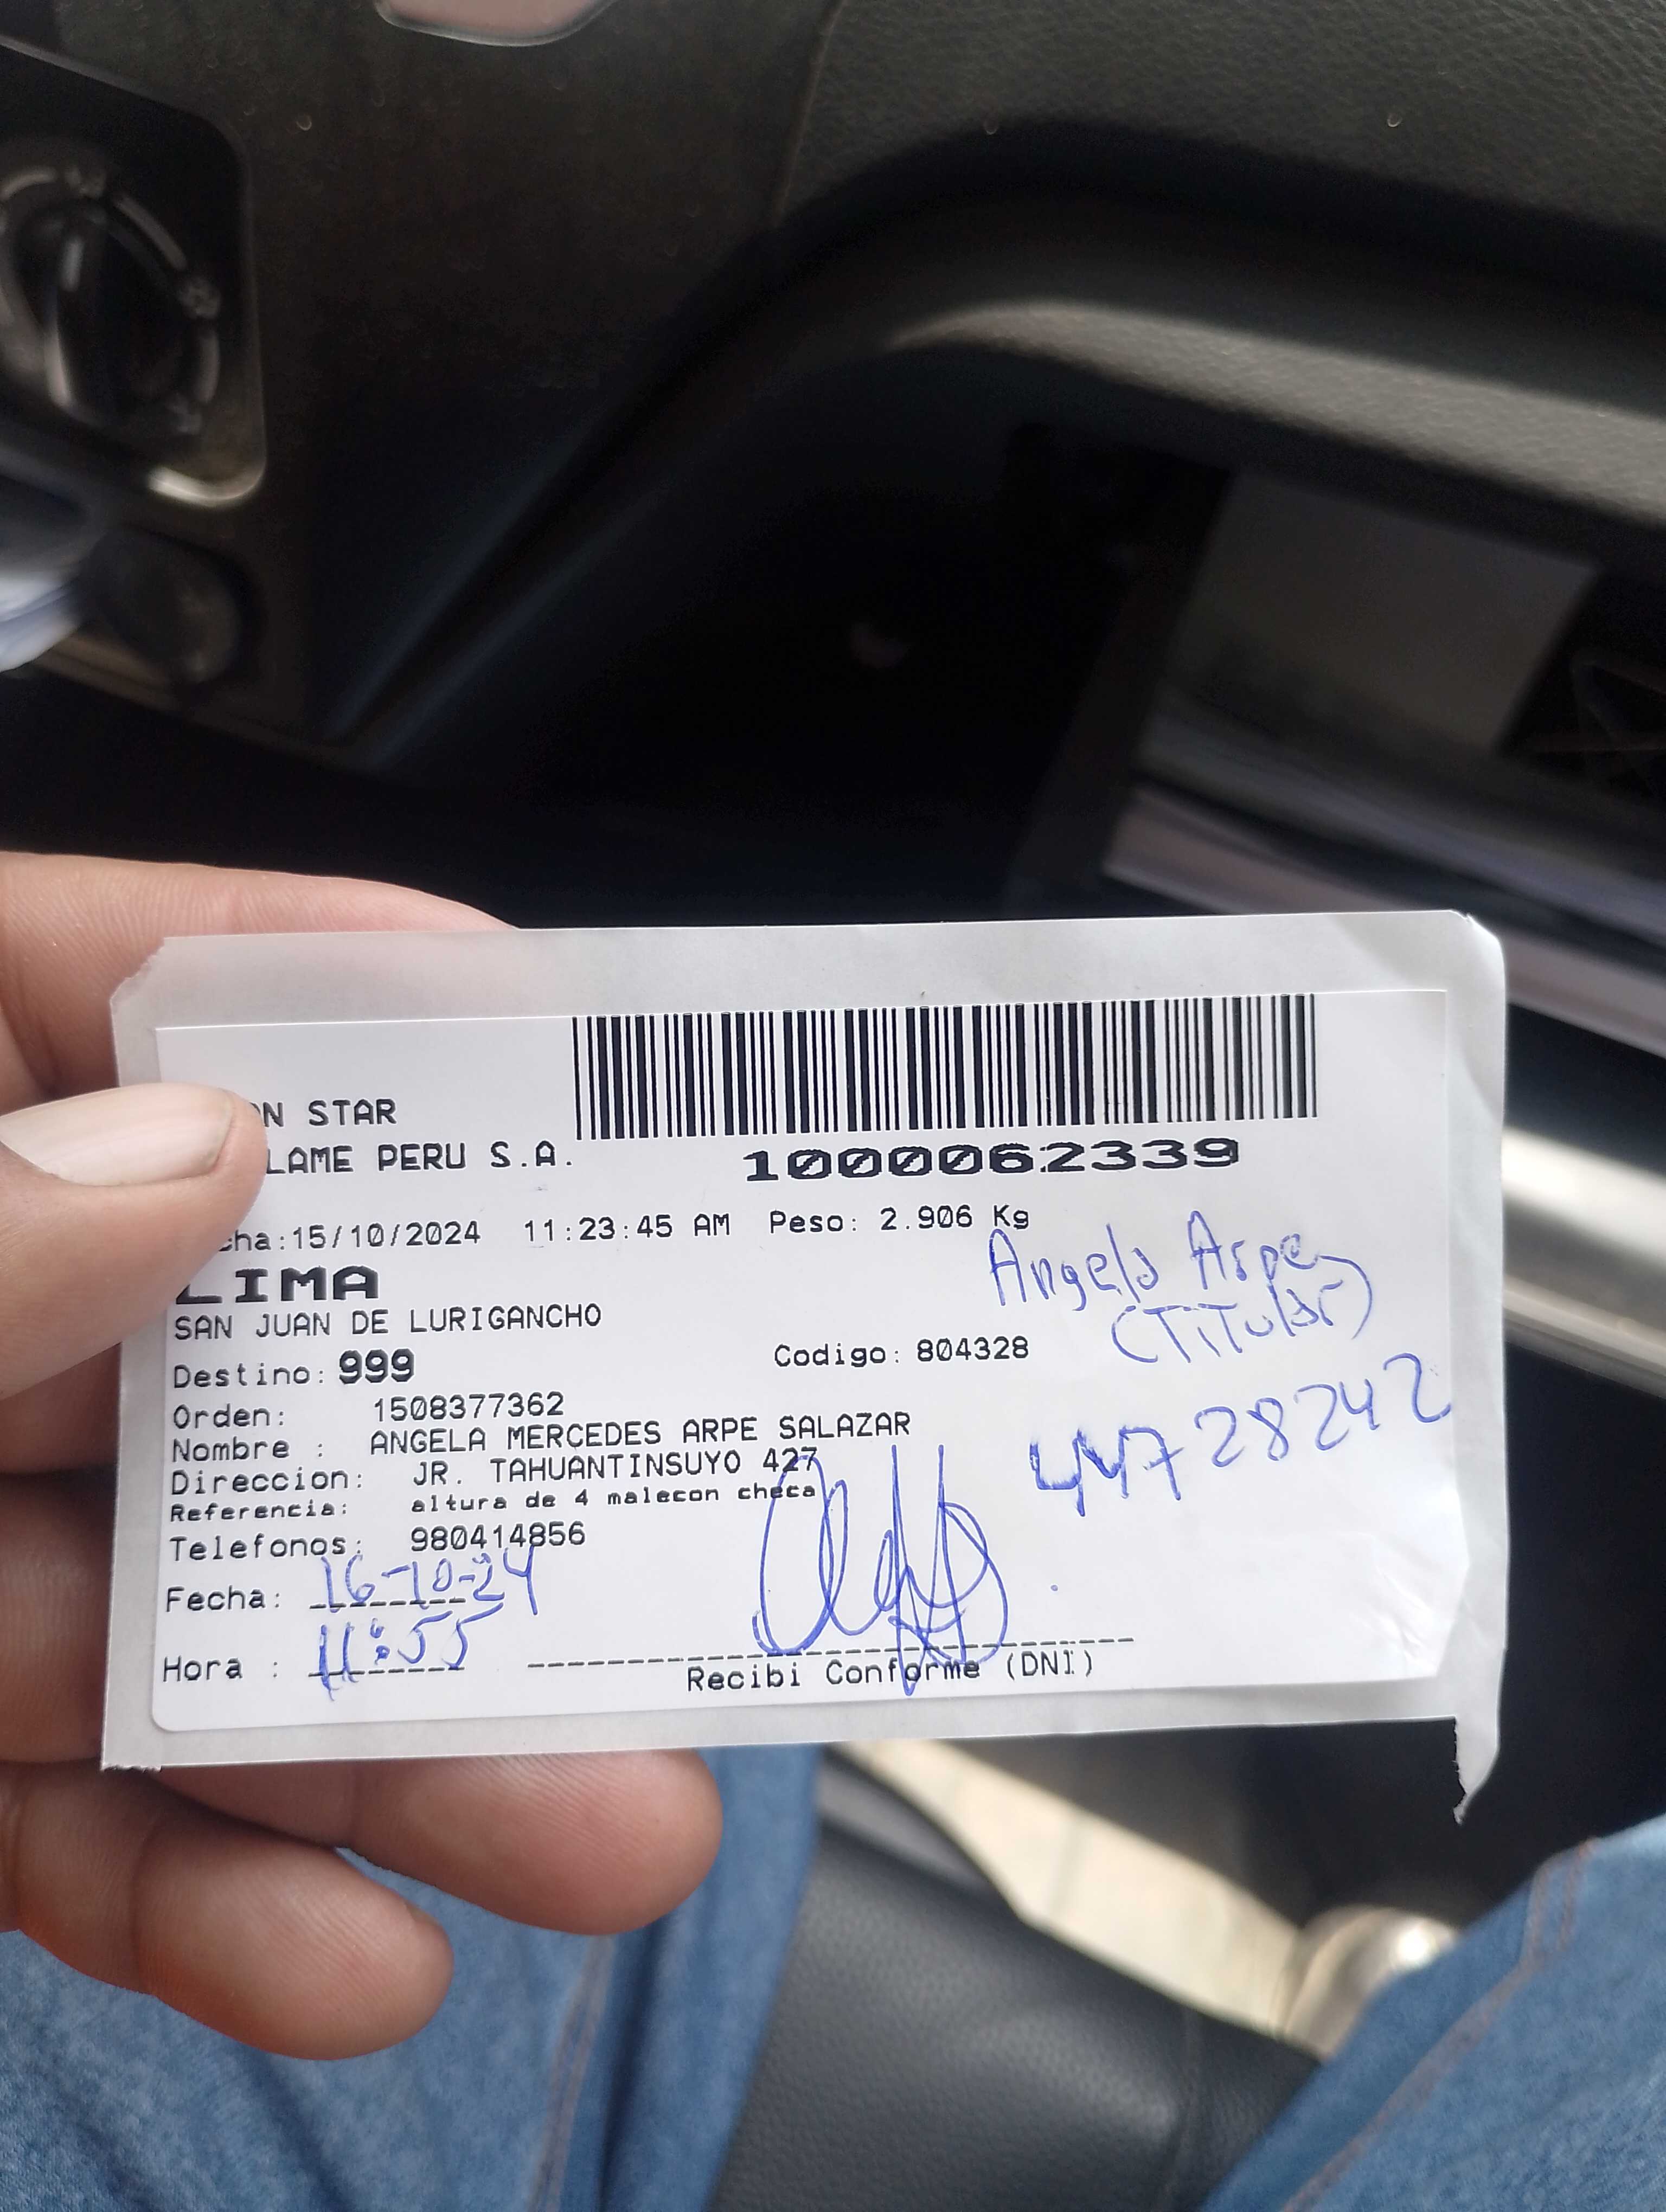 N STAR
LAME PERU S.A.
1000062339
cha:15/10/2024 11:23:45 AM Peso: 2.906 Kg
LIMA
Angela Arpe
(Titular)
SAN JUAN DE LURIGANCHO
Codigo: 804328
Destino: 999
44728242
Orden: 1508377362
Nombre : ANGELA MERCEDES ARPE SALAZAR
Direccion: JR. TAHUANTINSUYO 427
Referencia: altura de 4 malecon checa
Telefonos: 980414856
Fecha: 16-10-24
Hora : 11:55
Recibi Conforme (DNI)